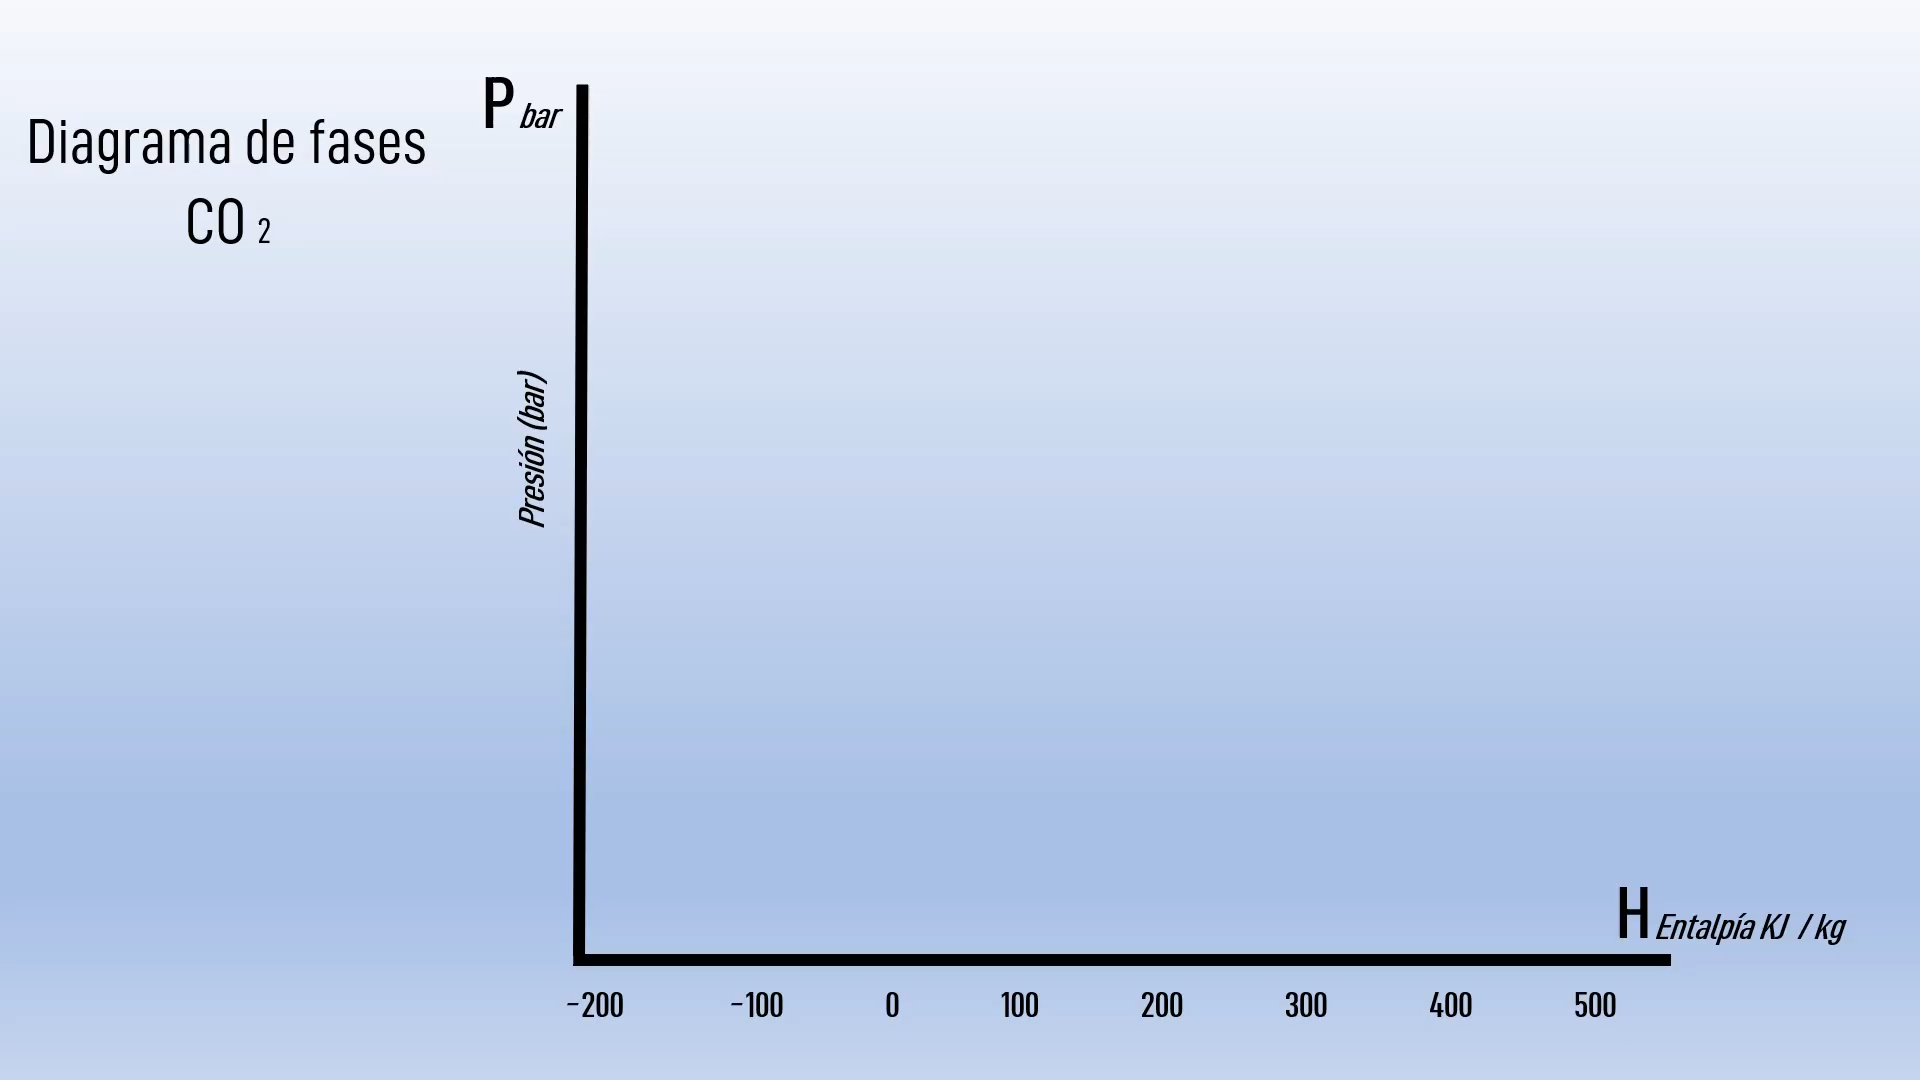 Diagrama de fases
CO 2
P bar
Presión (bar)
H Entalpía KJ / kg
-200 -100 0 100 200 300 400 500